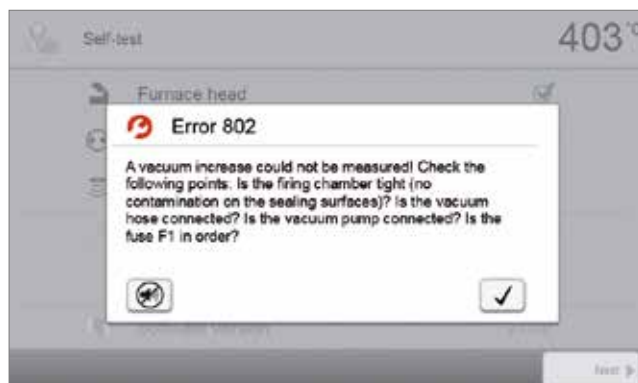 Self-test
403 °C
Furnace head
Error 802
A vacuum increase could not be measured! Check the
following points: Is the firing chamber tight (no
contamination on the sealing surfaces)? Is the vacuum
hose connected? Is the vacuum pump connected? Is the
fuse F1 in order?
Software version
Next